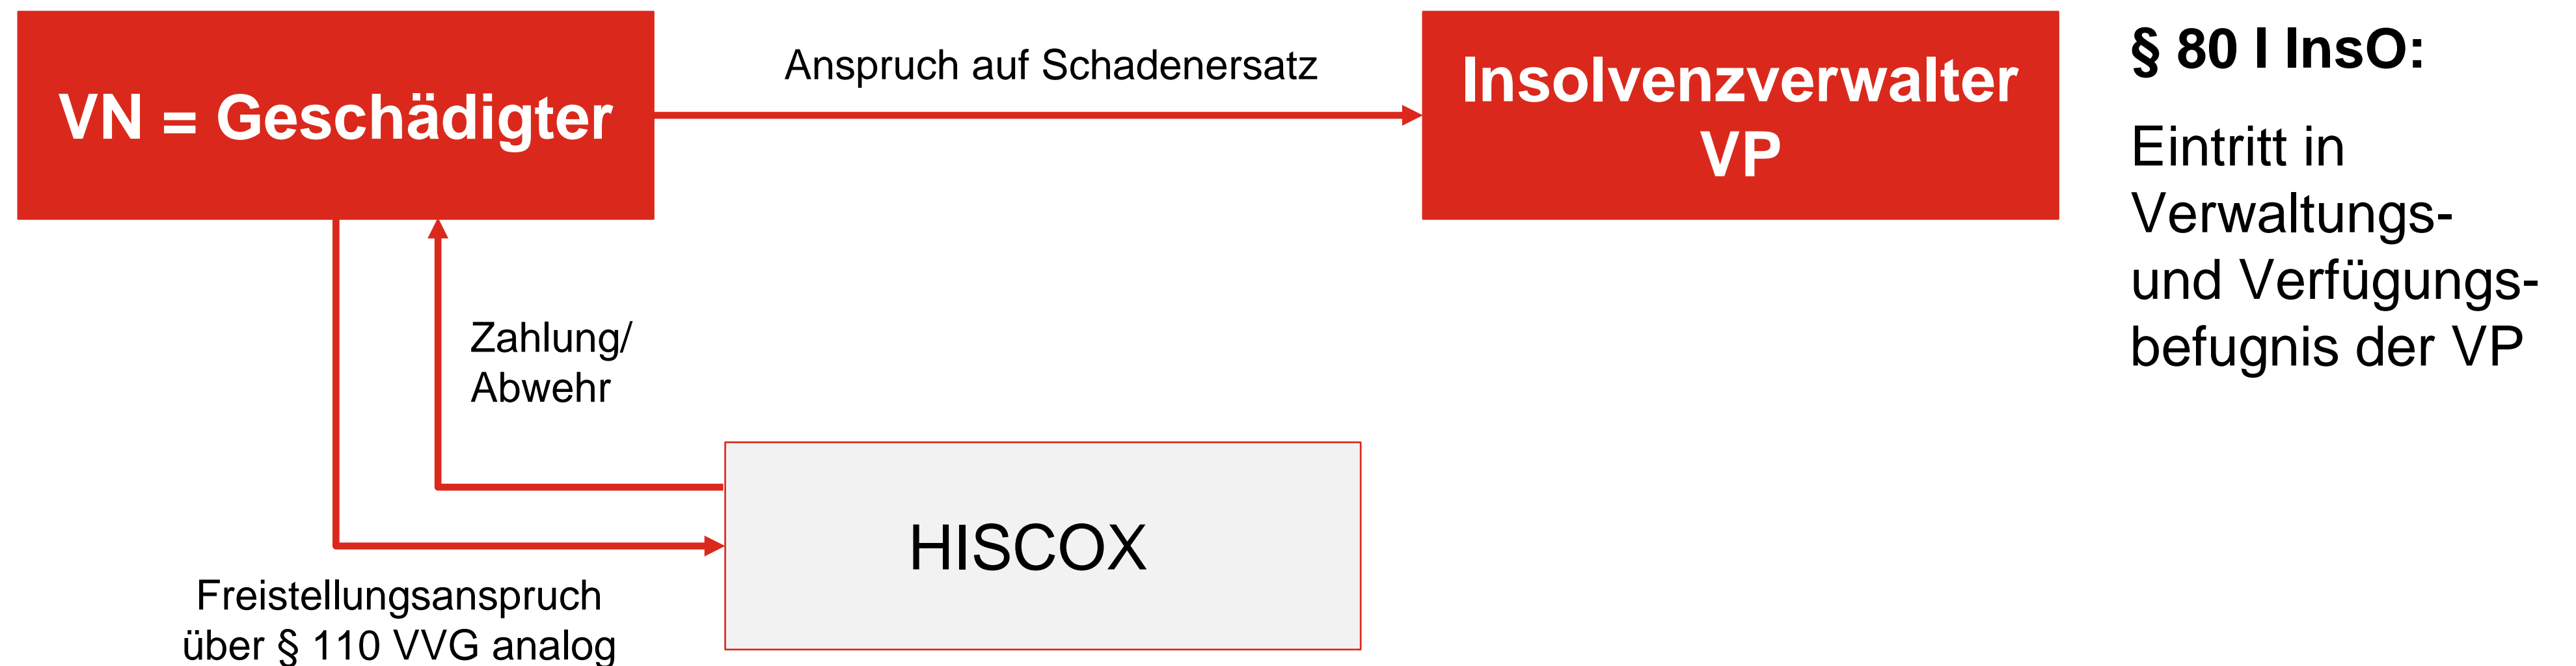 VN = Geschädigter
Anspruch auf Schadenersatz
Insolvenzverwalter
VP
§ 80 I InsO:
Eintritt in
Verwaltungs-
und Verfügungs-
befugnis der VP
Zahlung/
Abwehr
HISCOX
Freistellungsanspruch
über § 110 VVG analog